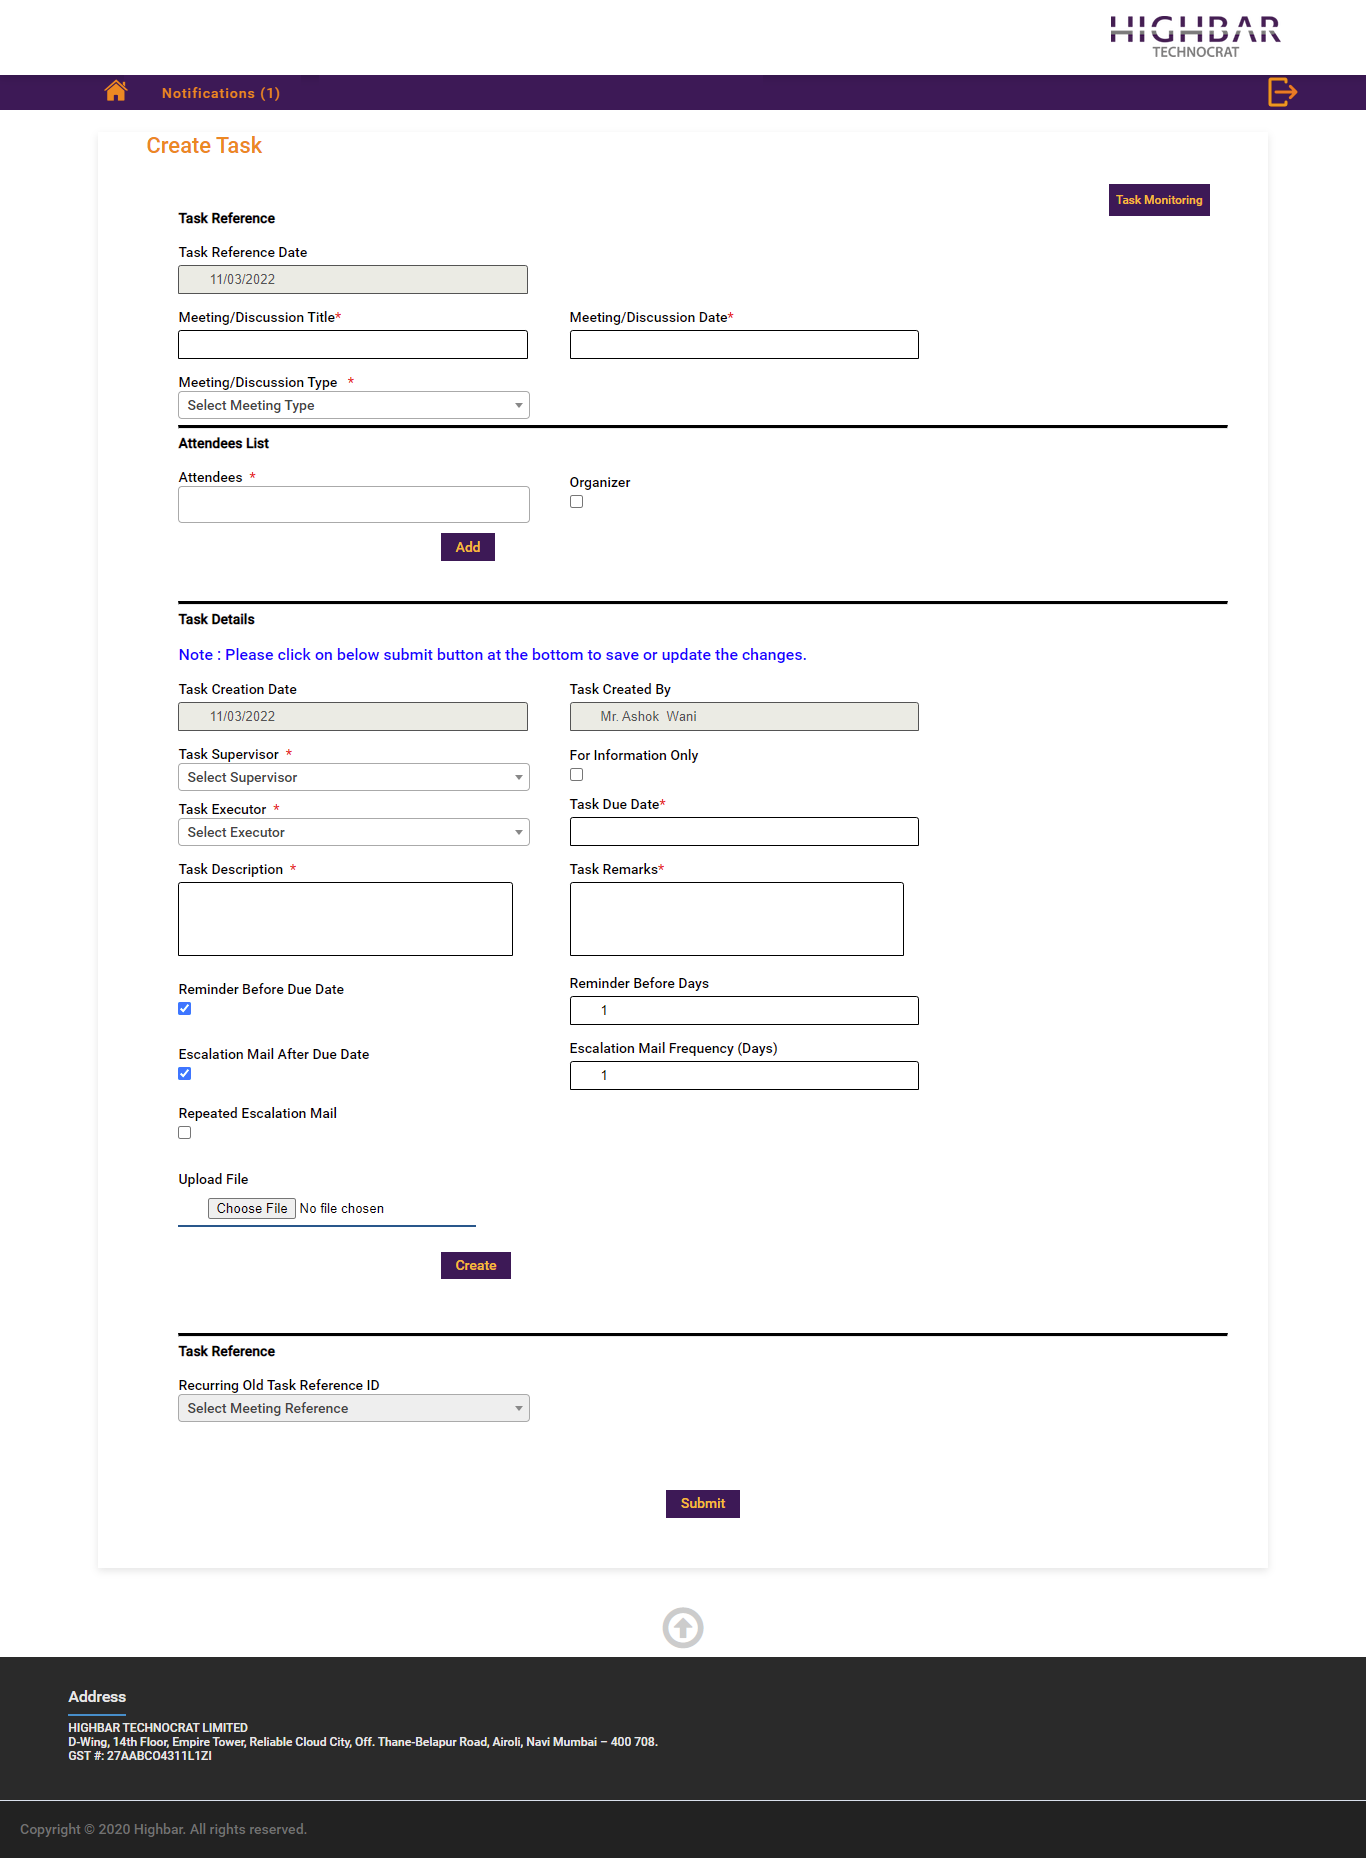 HIGHBAR
TECHNOCRAT
Notifications (1)
Create Task
Task Monitoring
Task Reference
Task Reference Date
11/03/2022
Meeting/Discussion Title* Meeting/Discussion Date*
Meeting/Discussion Type *
Select Meeting Type
Attendees List
Attendees * Organizer
Add
Task Details
Note : Please click on below submit button at the bottom to save or update the changes.
Task Creation Date Task Created By
11/03/2022 Mr. Ashok Wani
Task Supervisor * For Information Only
Select Supervisor
Task Executor * Task Due Date*
Select Executor
Task Description * Task Remarks*
Reminder Before Due Date Reminder Before Days
1
Escalation Mail After Due Date Escalation Mail Frequency (Days)
1
Repeated Escalation Mail
Upload File
Choose File No file chosen
Create
Task Reference
Recurring Old Task Reference ID
Select Meeting Reference
Submit
Address
HIGHBAR TECHNOCRAT LIMITED
D-Wing, 14th Floor, Empire Tower, Reliable Cloud City, Off. Thane-Belapur Road, Airoli, Navi Mumbai – 400 708.
GST #: 27AABCO4311L1ZI
Copyright © 2020 Highbar. All rights reserved.